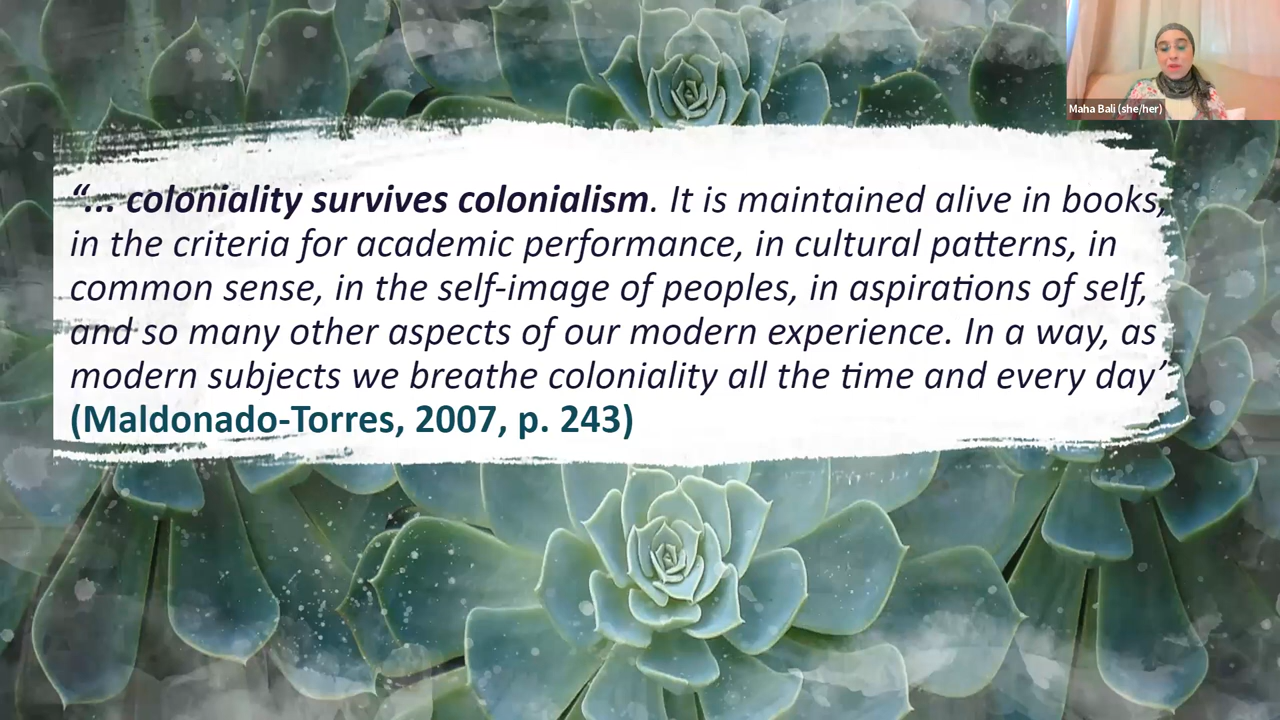 Maha Bali (she/her)
“... coloniality survives colonialism. It is maintained alive in books,
in the criteria for academic performance, in cultural patterns, in
common sense, in the self-image of peoples, in aspirations of self,
and so many other aspects of our modern experience. In a way, as
modern subjects we breathe coloniality all the time and every day”
(Maldonado-Torres, 2007, p. 243)